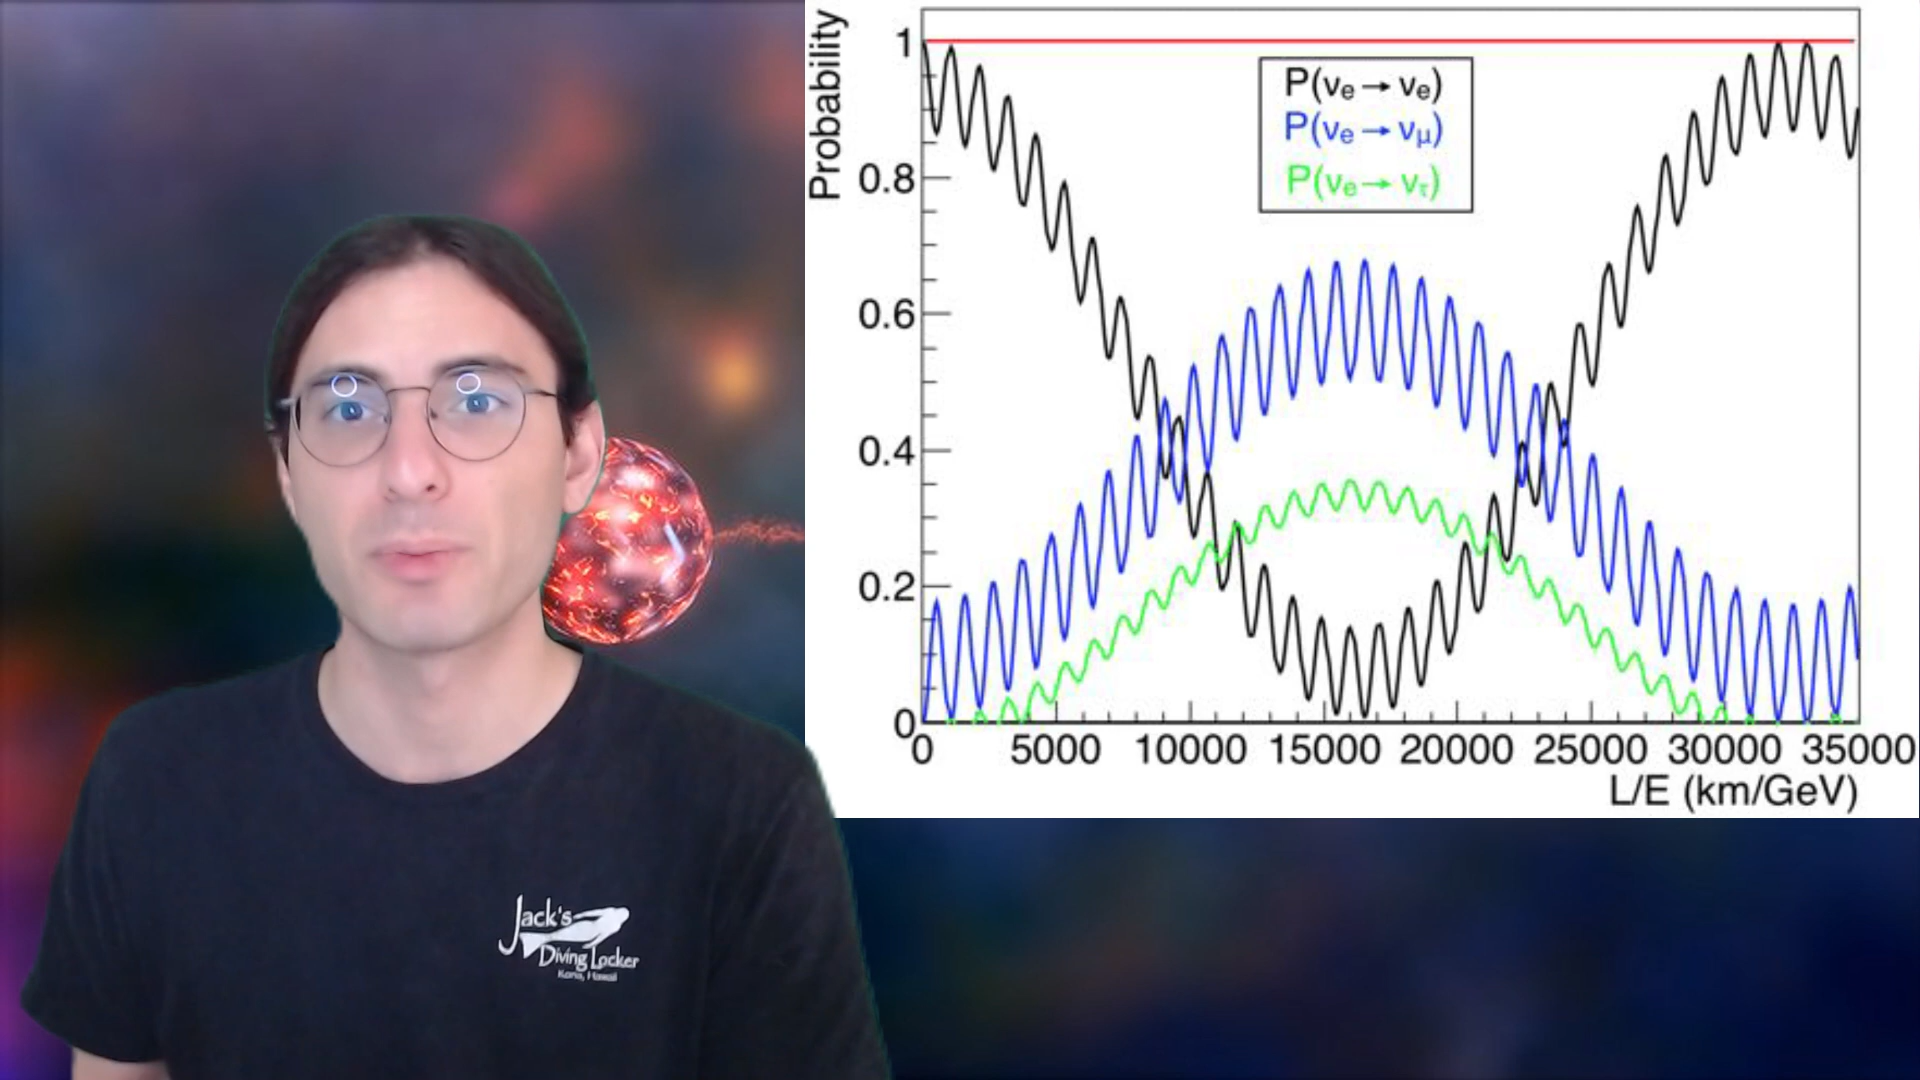 Probability
1
0.8
0.6
0.4
0.2
0
P(νe → νe)
P(νe → νμ)
P(νe → ντ)
0 5000 10000 15000 20000 25000 30000 35000
L/E (km/GeV)
Jack's
Diving Locker
Kona, Hawaii